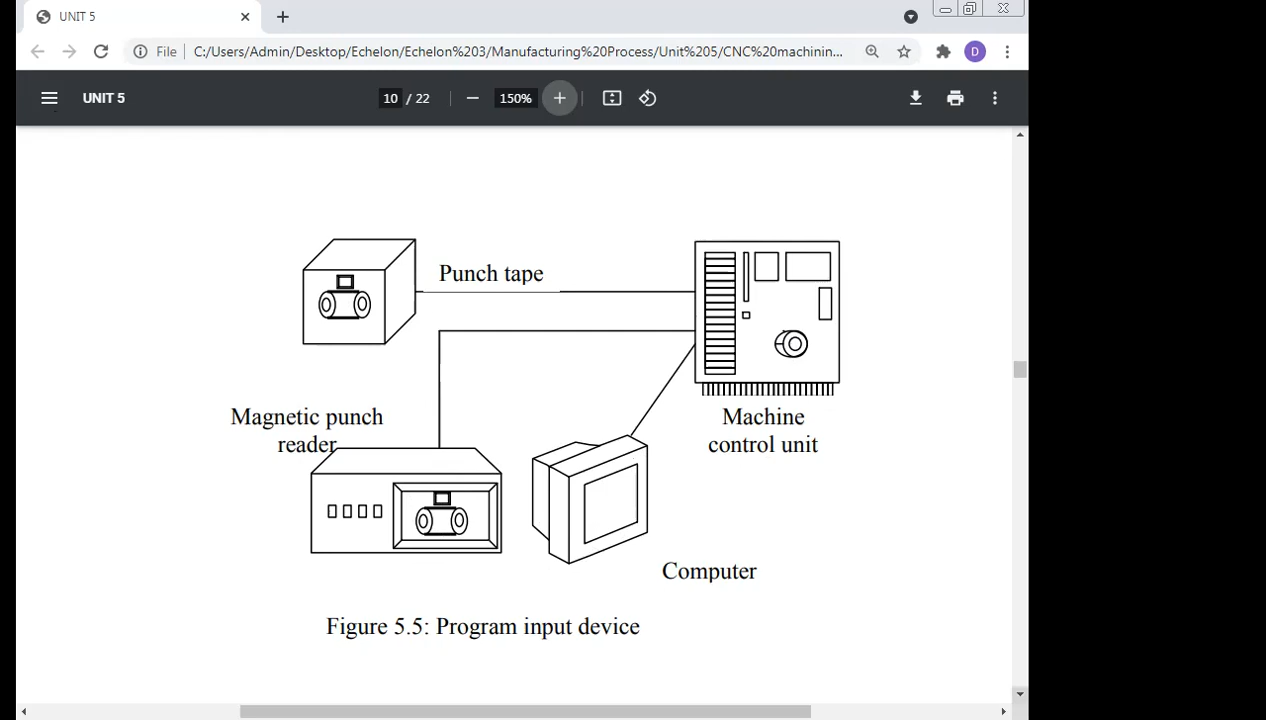 UNIT 5
File C:/Users/Admin/Desktop/Echelon/Echelon%203/Manufacturing%20Process/Unit%205/CNC%20machinin... D
UNIT 5 10 / 22 150%
Punch tape
Magnetic punch
reader
Machine
control unit
Computer
Figure 5.5: Program input device